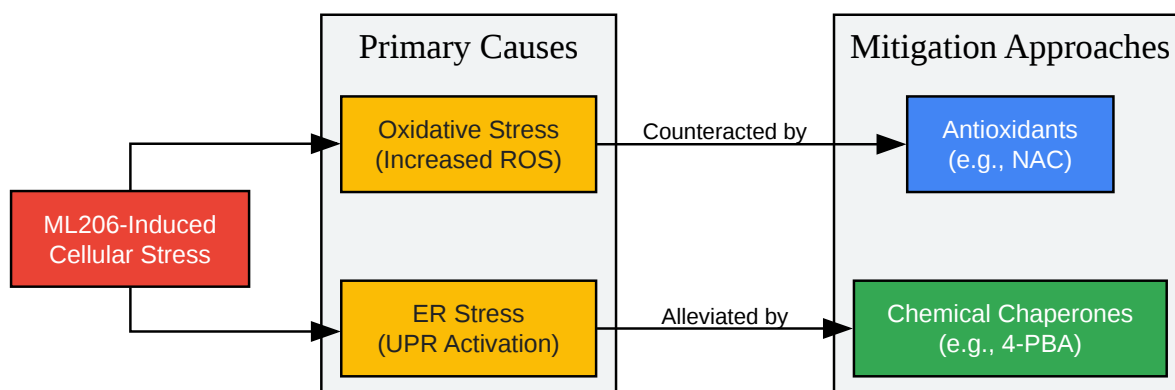 Primary Causes
Mitigation Approaches
Oxidative Stress
(Increased ROS)
Counteracted by
Antioxidants
(e.g., NAC)
ML206-Induced
Cellular Stress
ER Stress
(UPR Activation)
Alleviated by
Chemical Chaperones
(e.g., 4-PBA)